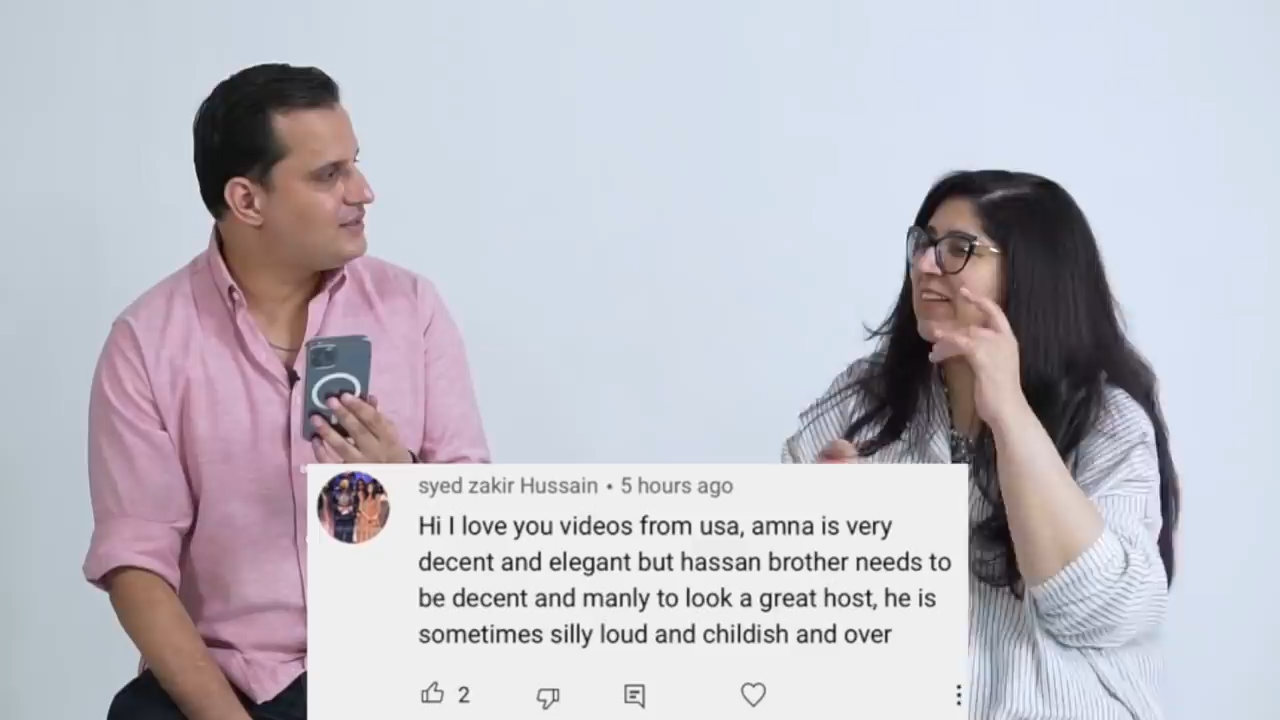 syed zakir Hussain • 5 hours ago
Hi I love you videos from usa, amna is very
decent and elegant but hassan brother needs to
be decent and manly to look a great host, he is
sometimes silly loud and childish and over
2